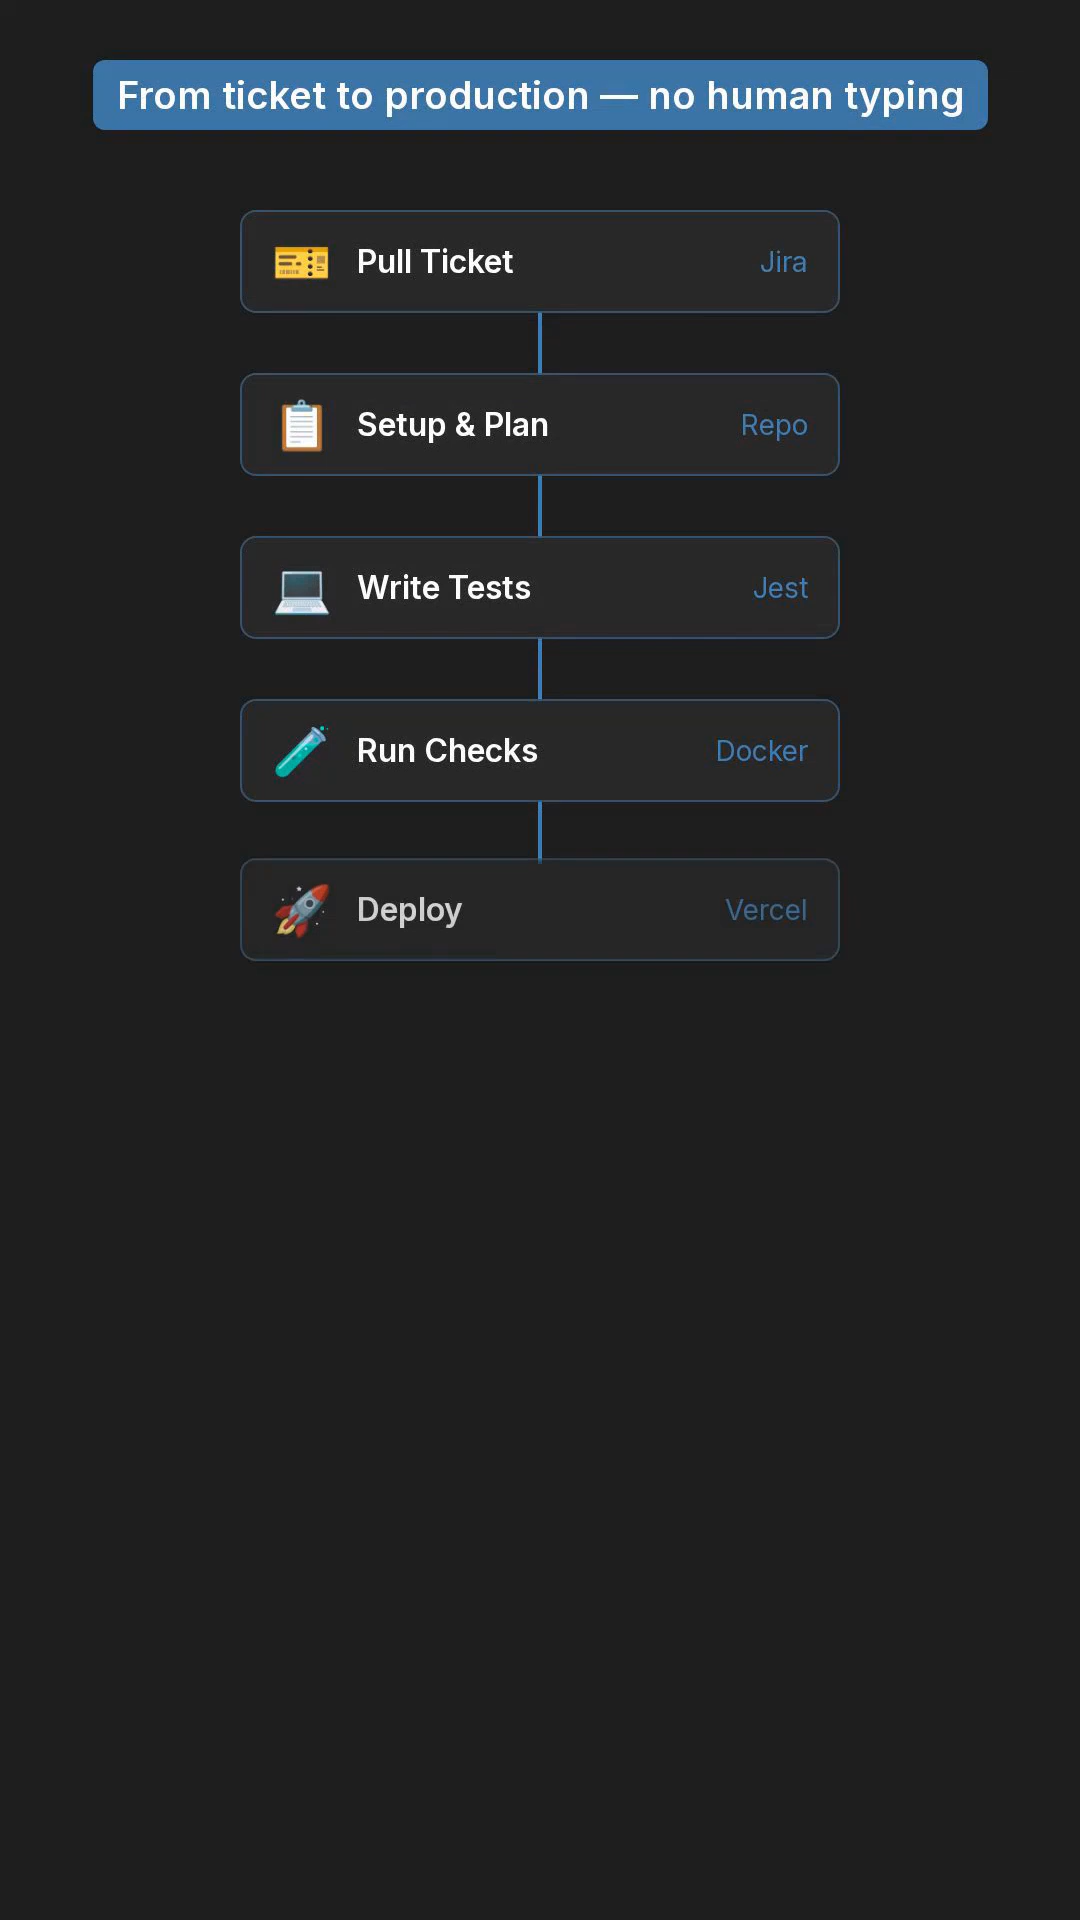 From ticket to production — no human typing
Pull Ticket Jira
Setup & Plan Repo
Write Tests Jest
Run Checks Docker
Deploy Vercel